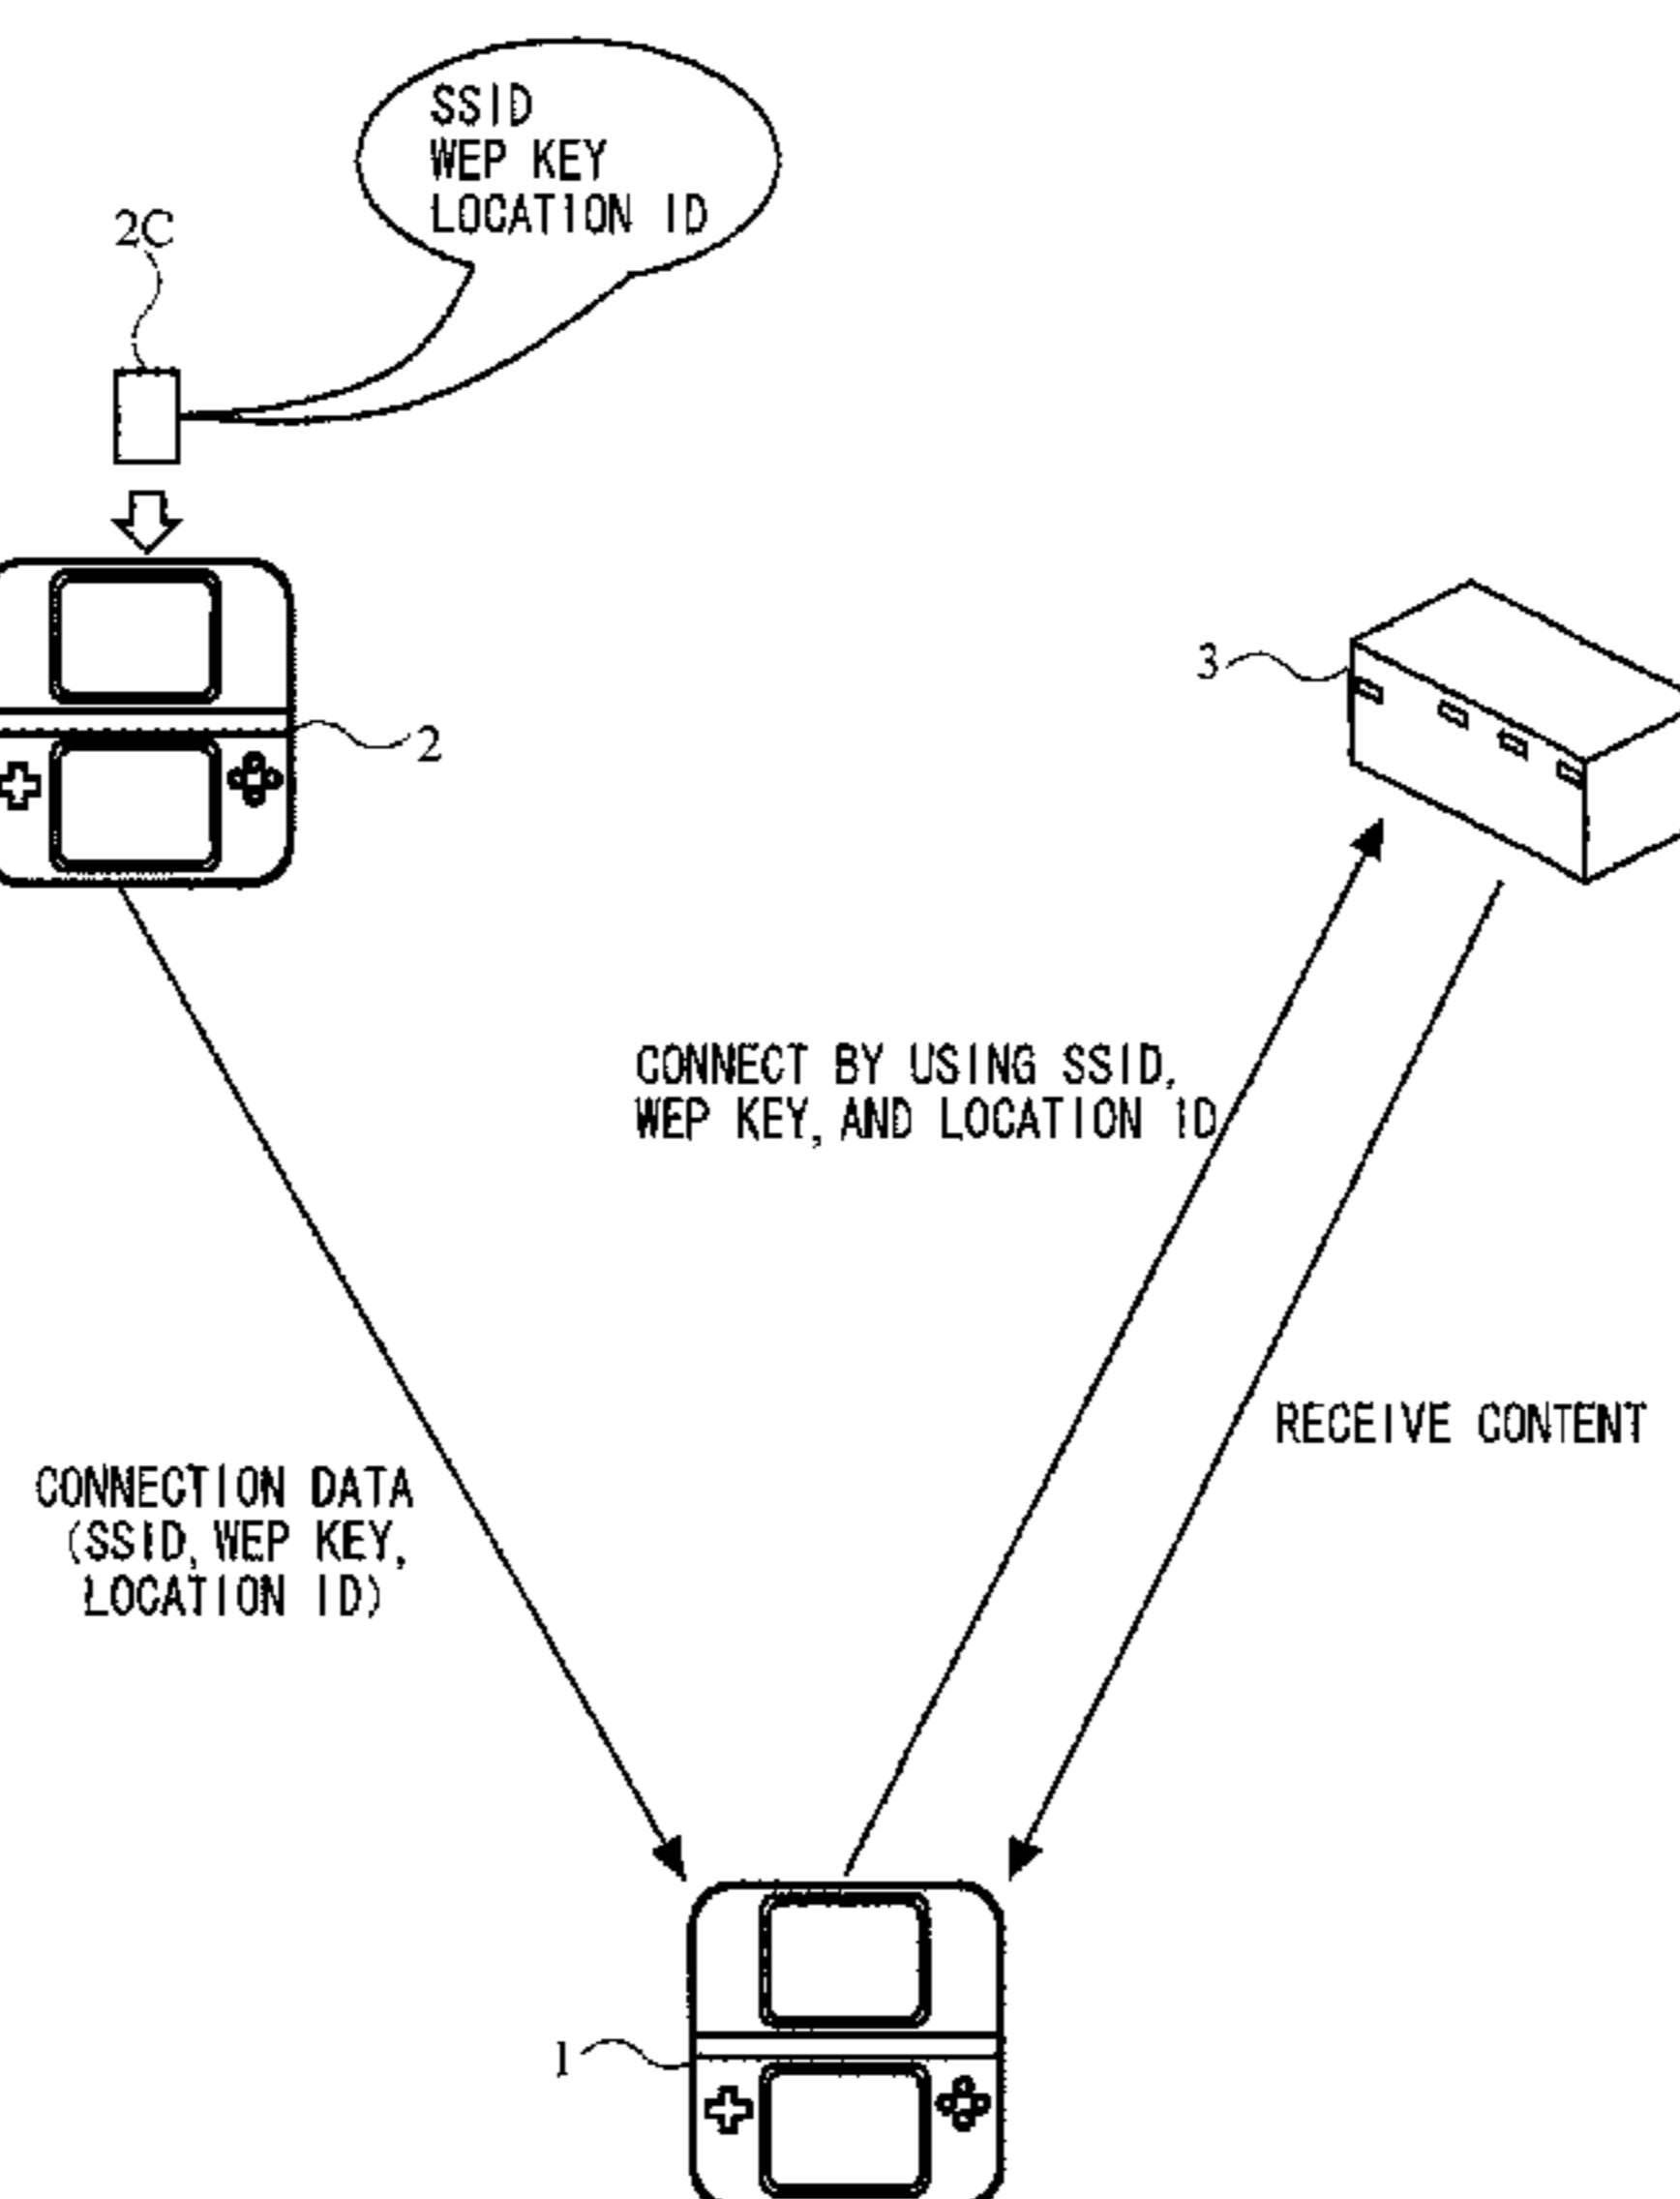 SSID
WEP KEY
LOCATION ID
2C
3
2
CONNECT BY USING SSID,
WEP KEY, AND LOCATION ID
RECEIVE CONTENT
CONNECTION DATA
(SSID, WEP KEY,
LOCATION ID)
1